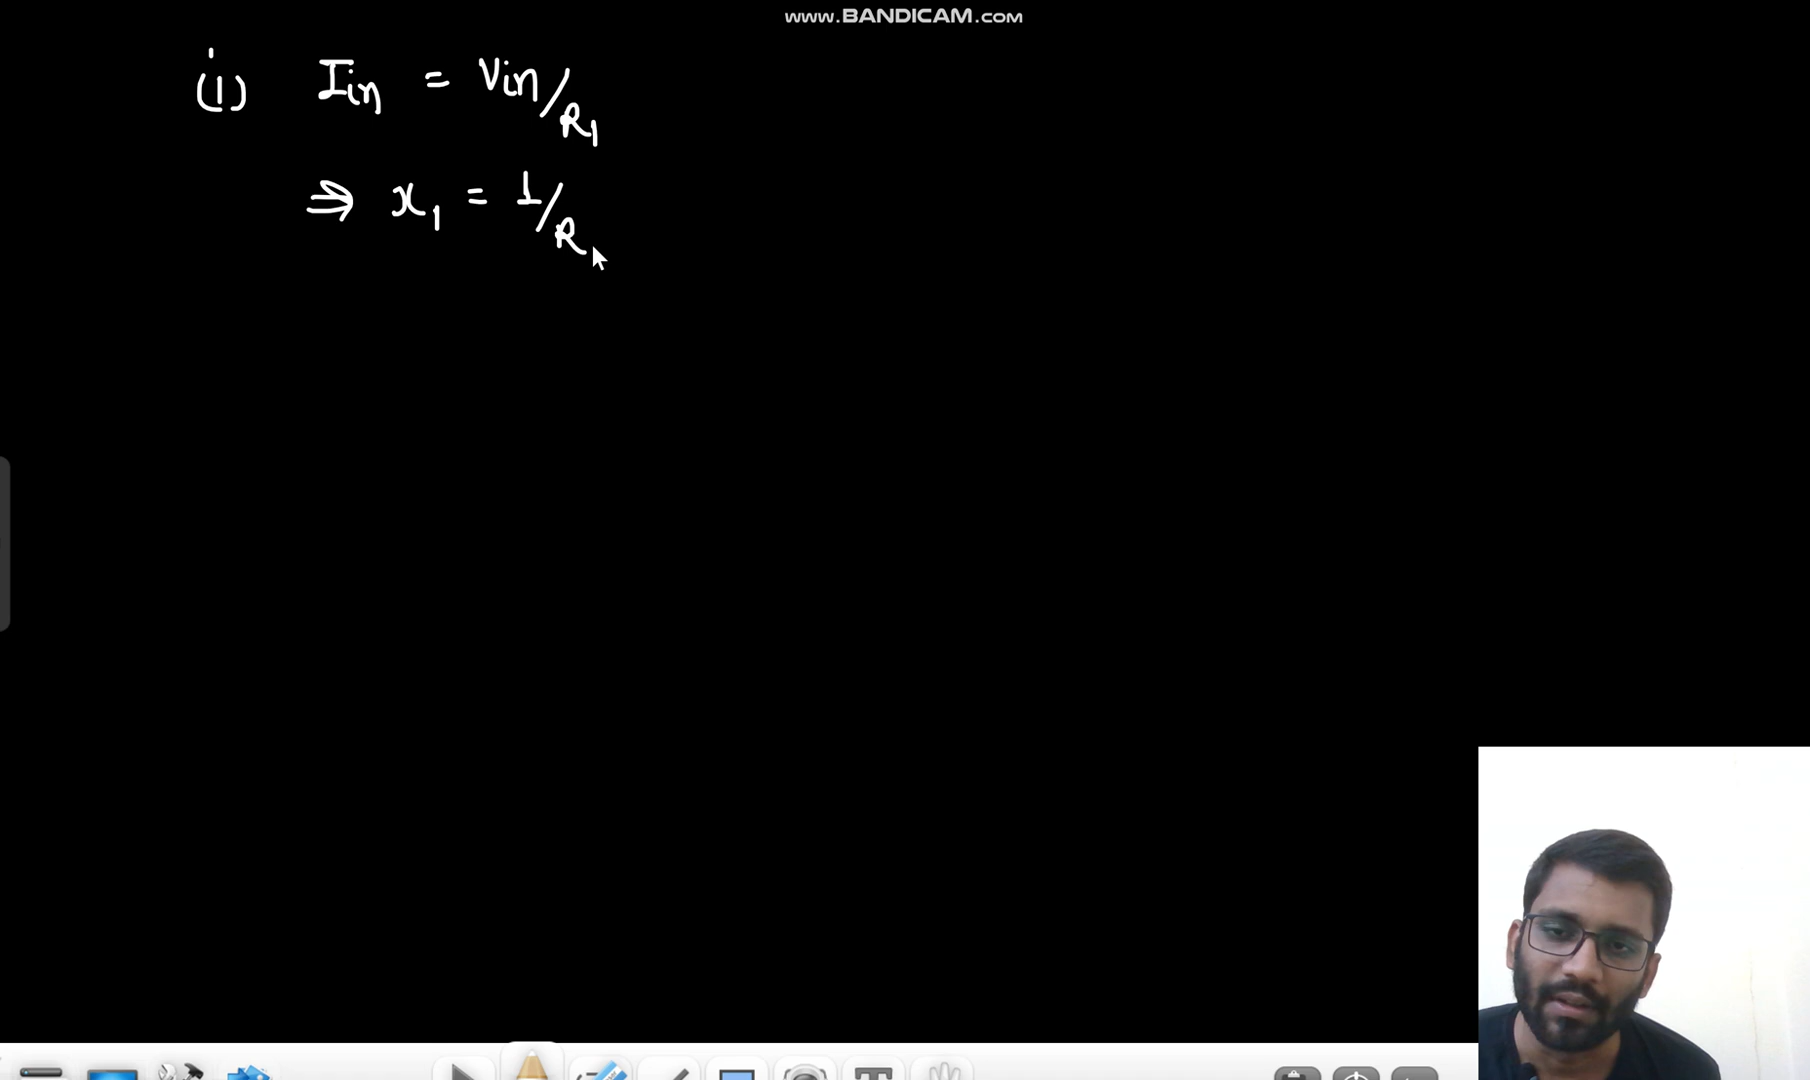 www.BANDICAM.com
(i) Iin = Vin/R1
⇒ x1 = 1/R